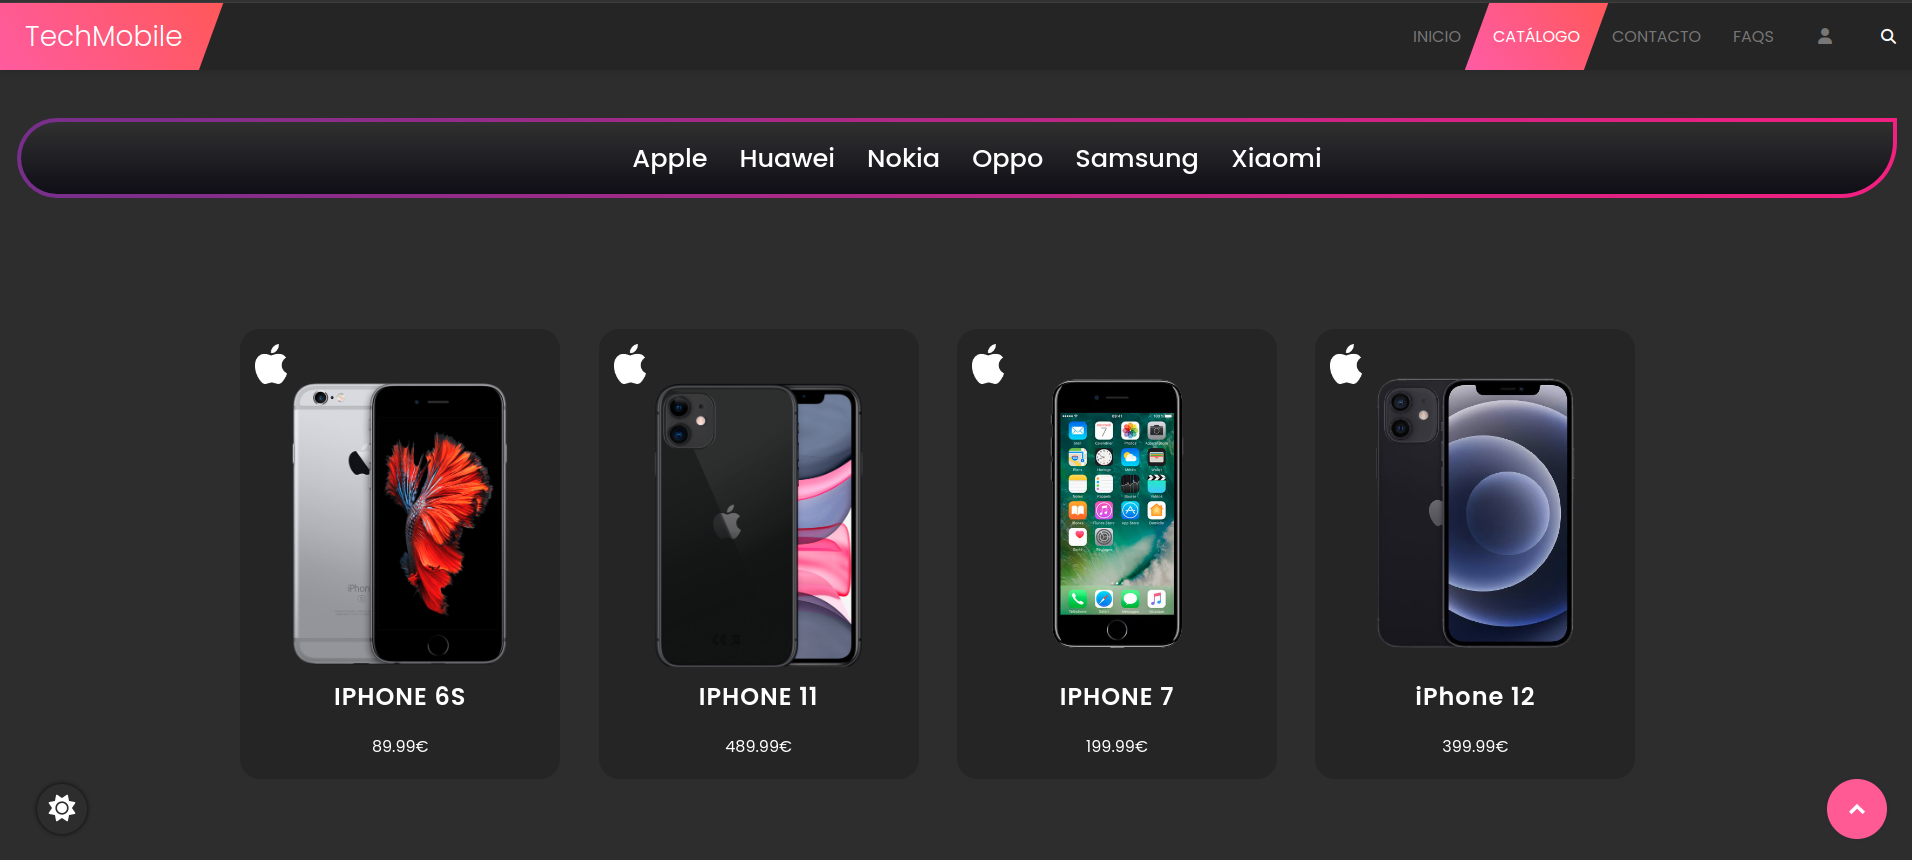 TechMobile
INICIO CATÁLOGO CONTACTO FAQS
Apple Huawei Nokia Oppo Samsung Xiaomi
IPHONE 6S
89.99€
IPHONE 11
489.99€
IPHONE 7
199.99€
iPhone 12
399.99€